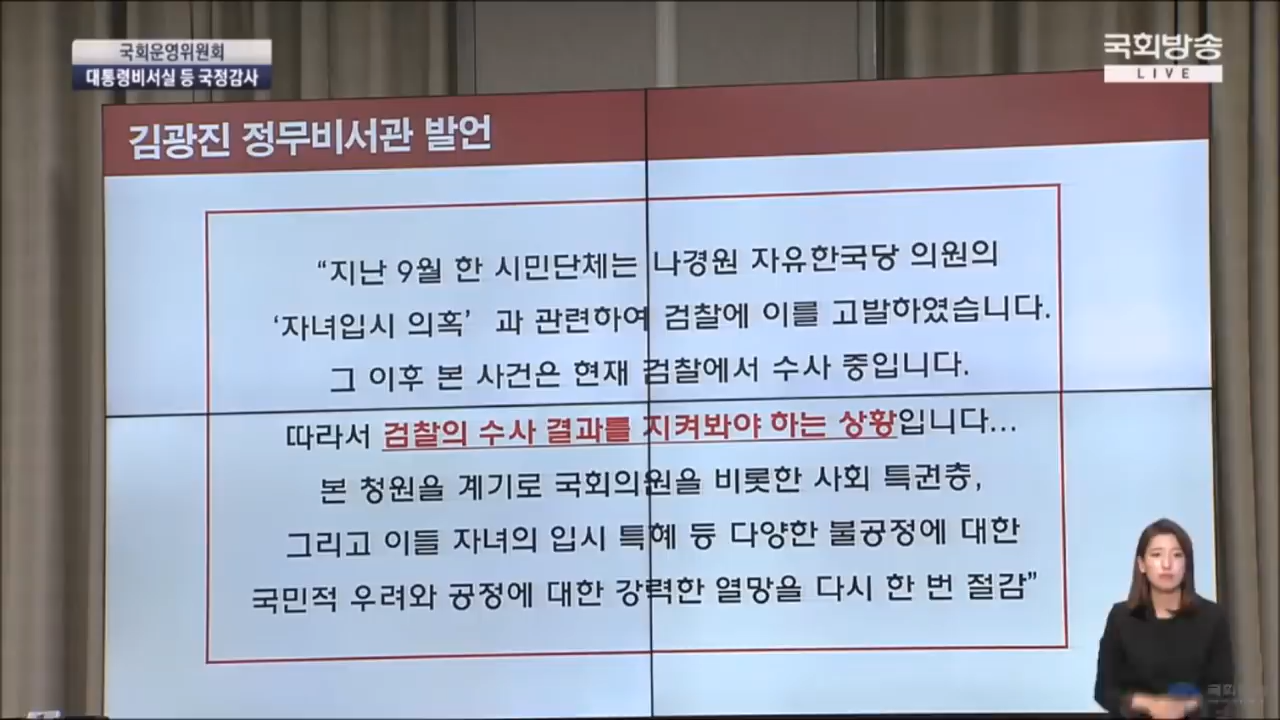 국회운영위원회
대통령비서실 등 국정감사
국회방송
LIVE
김광진 정무비서관 발언
“지난 9월 한 시민단체는 나경원 자유한국당 의원의
‘자녀입시 의혹’ 과 관련하여 검찰에 이를 고발하였습니다.
그 이후 본 사건은 현재 검찰에서 수사 중입니다.
따라서 검찰의 수사 결과를 지켜봐야 하는 상황입니다...
본 청원을 계기로 국회의원을 비롯한 사회 특권층,
그리고 이들 자녀의 입시 특혜 등 다양한 불공정에 대한
국민적 우려와 공정에 대한 강력한 열망을 다시 한 번 절감”